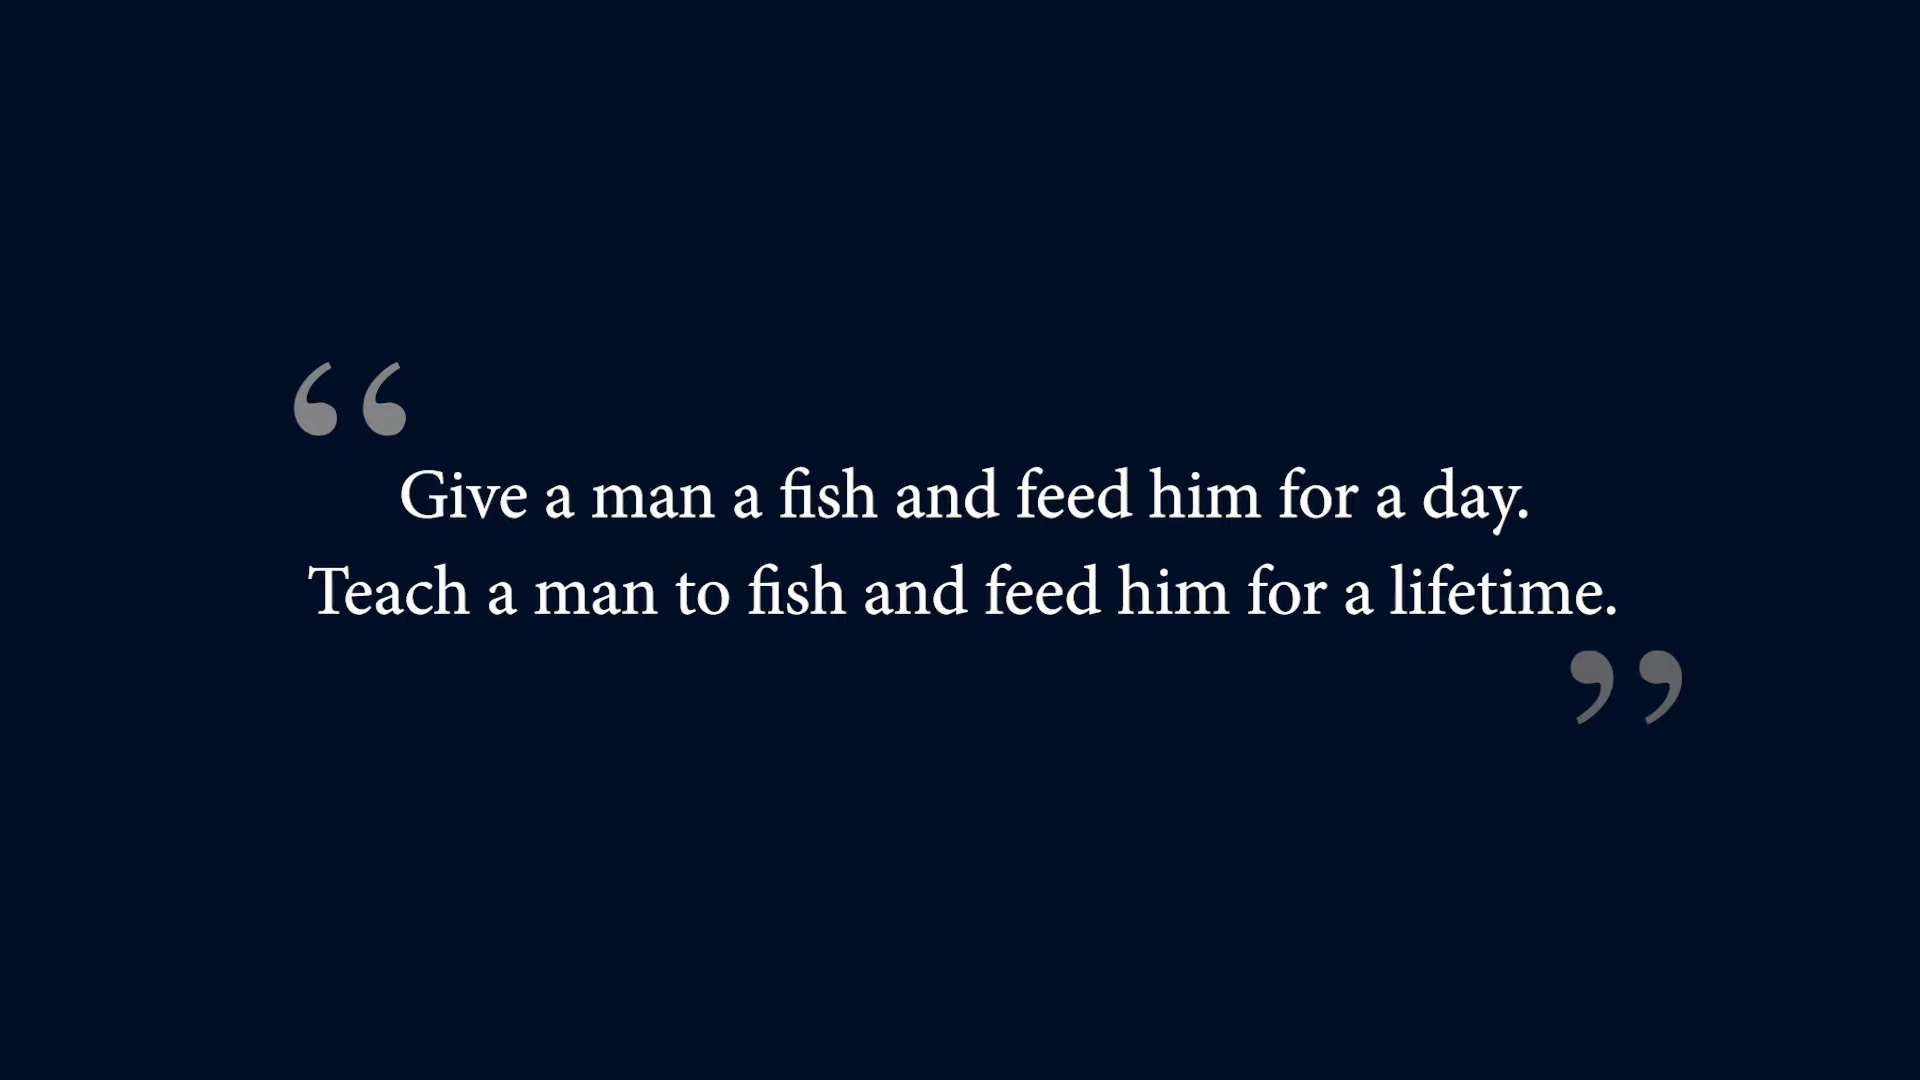 “
Give a man a fish and feed him for a day.
Teach a man to fish and feed him for a lifetime.
”